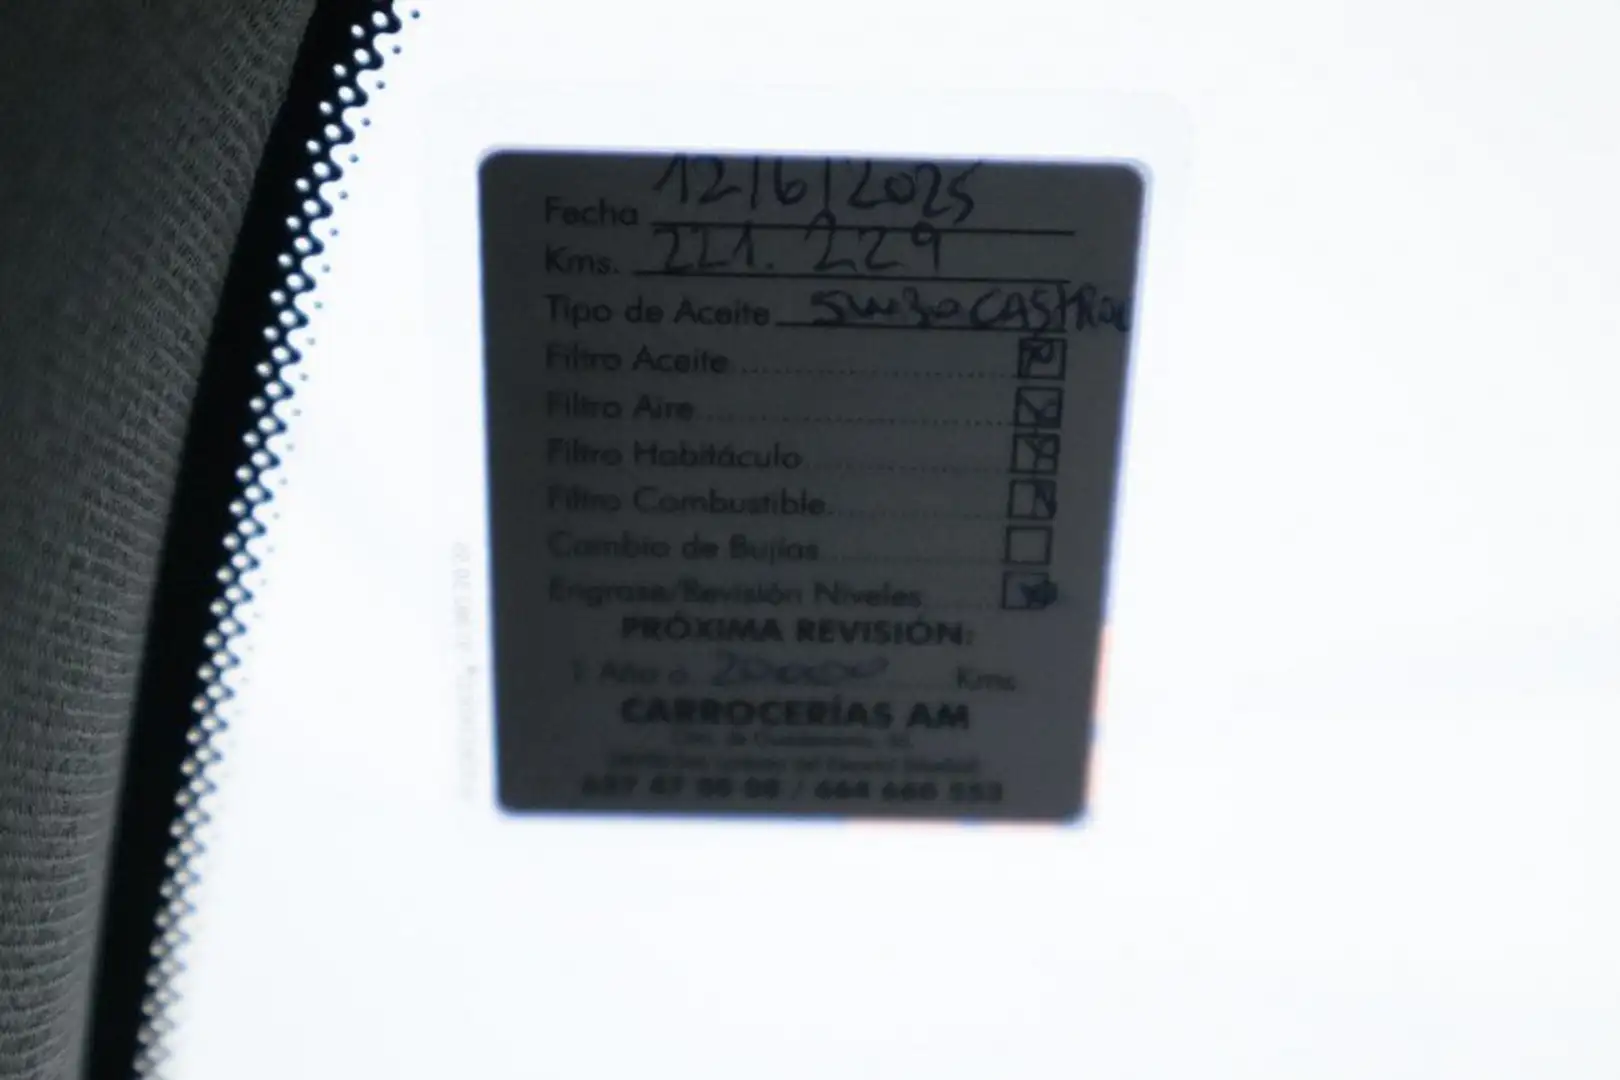 Fecha 12/6/2025
Kms. 221.229
Tipo de Aceite 5W30 CASTROL
Filtro Aceite
Filtro Aire
Filtro Habitáculo
Filtro Combustible
Cambio de Bujías
Engrase/Revisión Niveles
PRÓXIMA REVISIÓN:
1 Año ó 20000 Kms
CARROCERÍAS AM